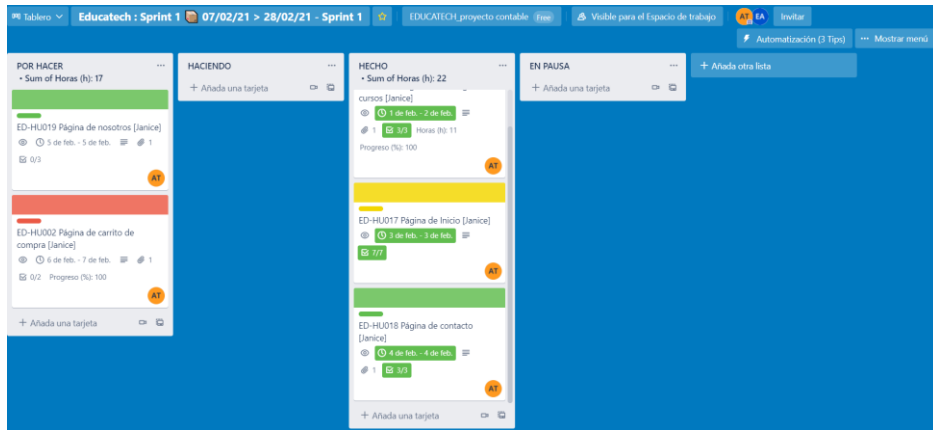 Tablero
Educatech : Sprint 1 07/02/21 > 28/02/21 - Sprint 1
EDUCATECH_proyecto contable Free
Visible para el Espacio de trabajo
AT EA
Invitar
Automatización (3 Tips)
... Mostrar menú
POR HACER ...
• Sum of Horas (h): 17
ED-HU019 Página de nosotros [Janice]
5 de feb. - 5 de feb. 1
0/3
AT
ED-HU002 Página de carrito de
compra [Janice]
6 de feb. - 7 de feb. 1
0/2 Progreso (%): 100
AT
+ Añada una tarjeta
HACIENDO ...
+ Añada una tarjeta
HECHO ...
• Sum of Horas (h): 22
cursos [Janice]
1 de feb. - 2 de feb.
1 3/3 Horas (h): 11
Progreso (%): 100
AT
ED-HU017 Página de Inicio [Janice]
3 de feb. - 3 de feb.
7/7
AT
ED-HU018 Página de contacto
[Janice]
4 de feb. - 4 de feb.
1 3/3
AT
+ Añada una tarjeta
EN PAUSA ...
+ Añada una tarjeta
+ Añada otra lista